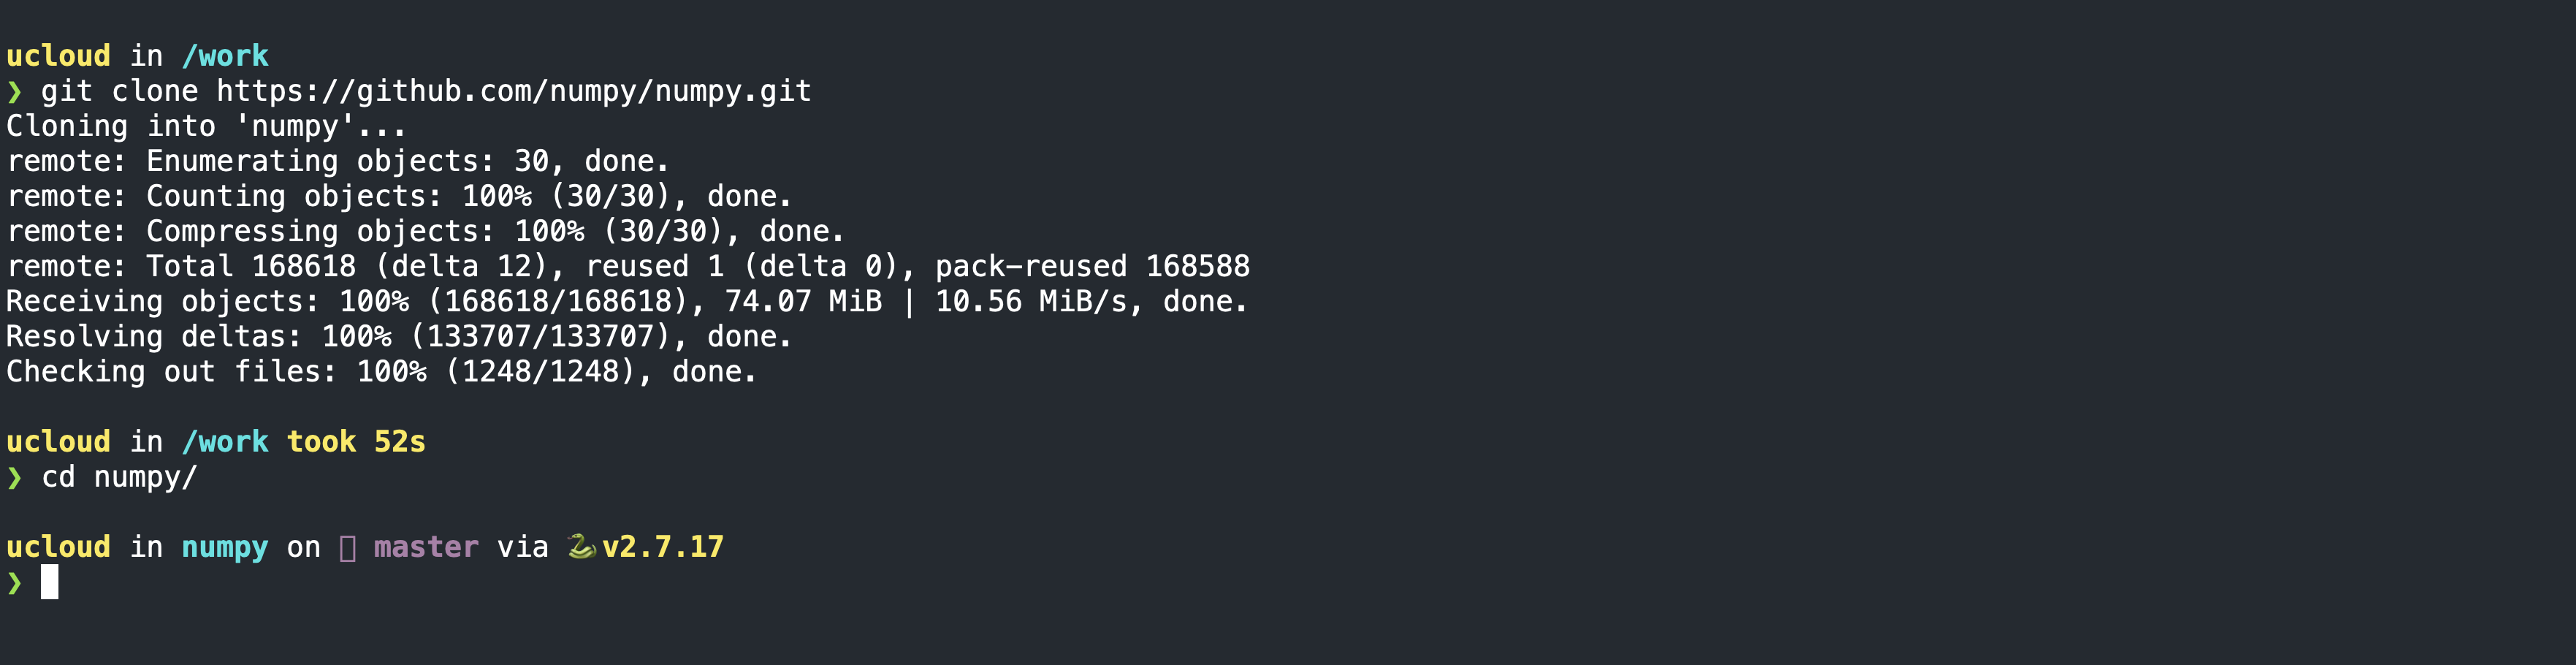 ucloud in /work
❯ git clone https://github.com/numpy/numpy.git
Cloning into 'numpy'...
remote: Enumerating objects: 30, done.
remote: Counting objects: 100% (30/30), done.
remote: Compressing objects: 100% (30/30), done.
remote: Total 168618 (delta 12), reused 1 (delta 0), pack-reused 168588
Receiving objects: 100% (168618/168618), 74.07 MiB | 10.56 MiB/s, done.
Resolving deltas: 100% (133707/133707), done.
Checking out files: 100% (1248/1248), done.
ucloud in /work took 52s
❯ cd numpy/
ucloud in numpy on ▯ master via 🐍v2.7.17
❯